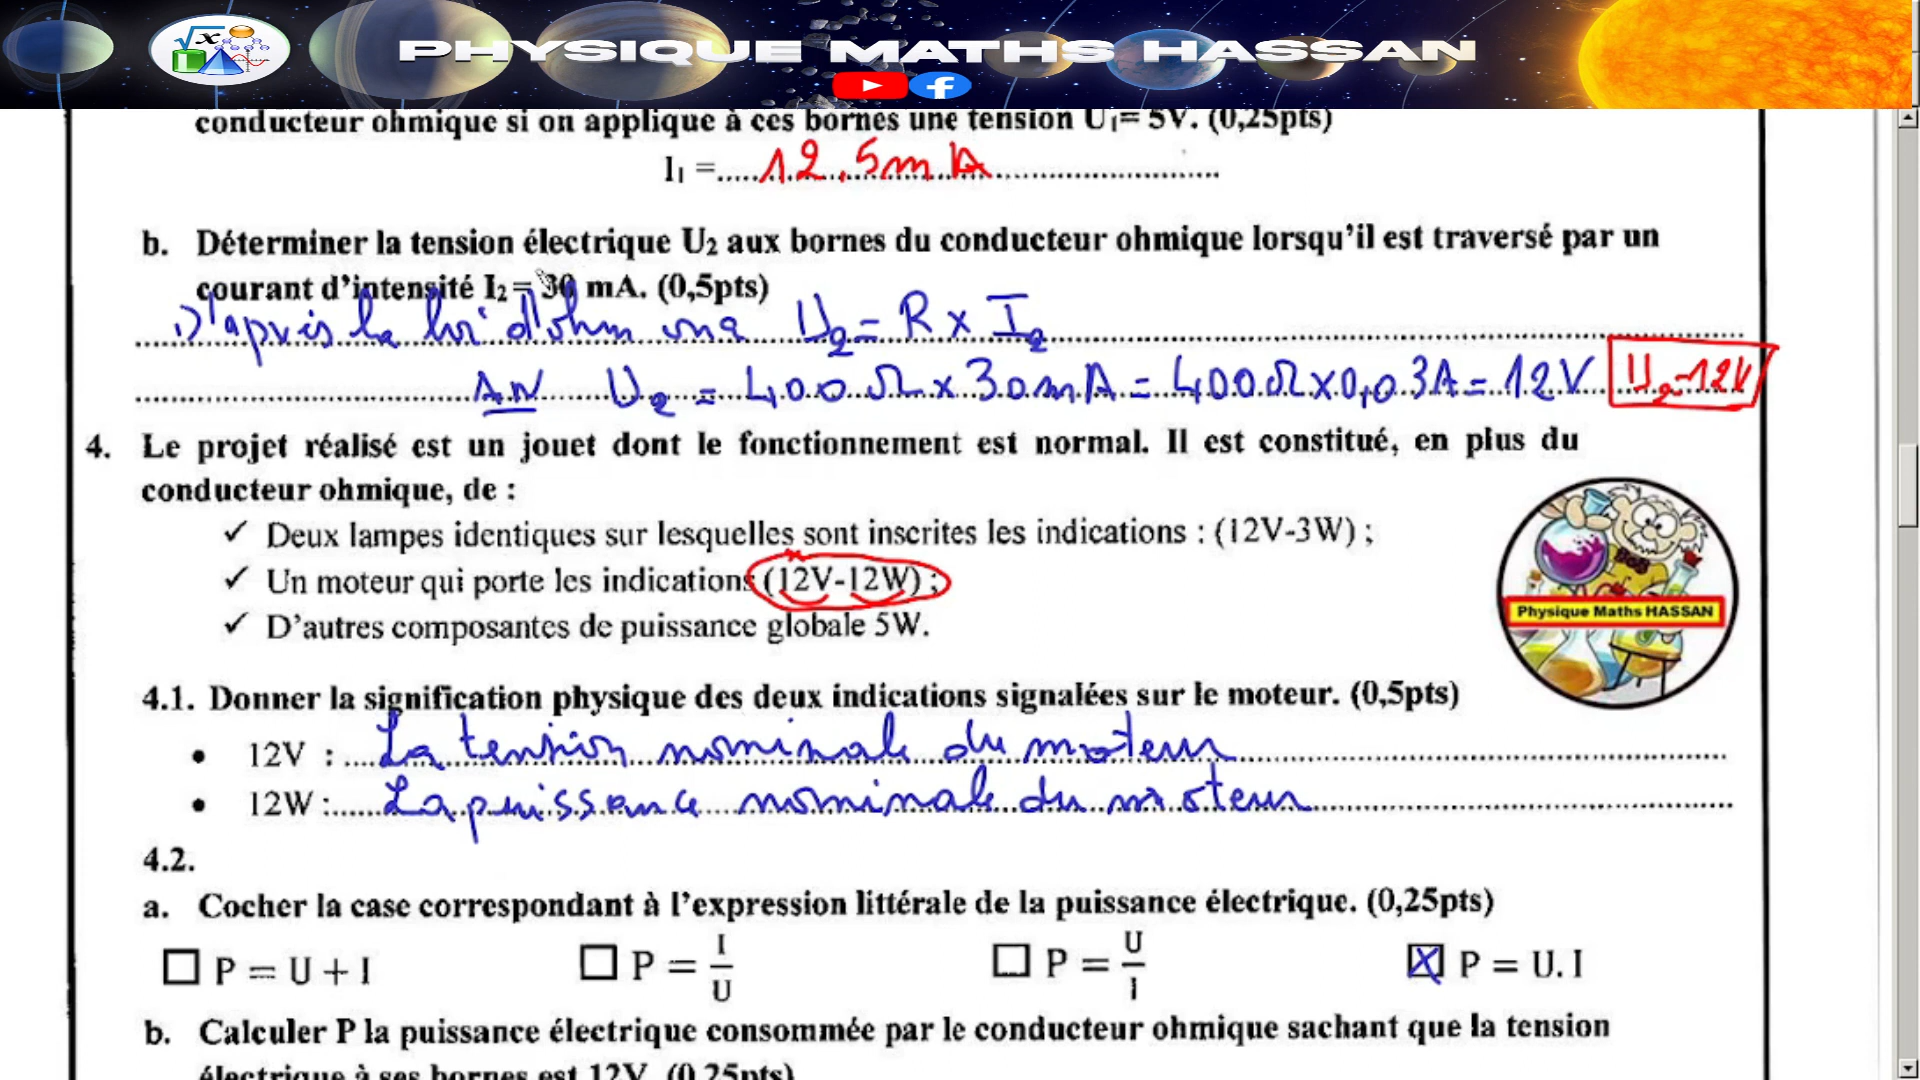 PHYSIQUE MATHS HASSAN
conducteur ohmique si on applique à ces bornes une tension U₁= 5V. (0,25pts)
I₁ =..... 12,5mA
b. Déterminer la tension électrique U₂ aux bornes du conducteur ohmique lorsqu'il est traversé par un
courant d'intensité I₂ = 30 mA. (0,5pts)
D'après la loi d'ohm on a U₂ = R x I₂
AN U₂ = 400Ω x 30mA = 400Ω x 0,03A = 12V U₂=12V
4. Le projet réalisé est un jouet dont le fonctionnement est normal. Il est constitué, en plus du
conducteur ohmique, de :
✓ Deux lampes identiques sur lesquelles sont inscrites les indications : (12V-3W) ;
✓ Un moteur qui porte les indications (12V-12W) ;
✓ D'autres composantes de puissance globale 5W.
Physique Maths HASSAN
4.1. Donner la signification physique des deux indications signalées sur le moteur. (0,5pts)
• 12V : La tension nominale du moteur
• 12W : La puissance nominale du moteur
4.2.
a. Cocher la case correspondant à l'expression littérale de la puissance électrique. (0,25pts)
☐ P = U + I ☐ P = I/U ☐ P = U/I ☒ P = U. I
b. Calculer P la puissance électrique consommée par le conducteur ohmique sachant que la tension
électrique à ses bornes est 12V. (0,25pts)